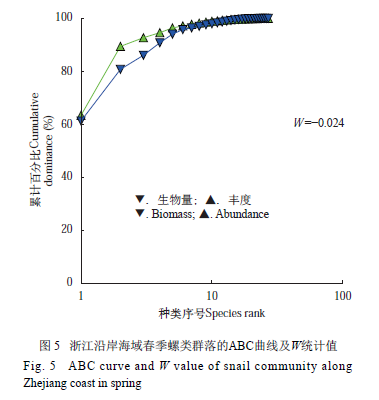 100
80
60
40
20
0
累计百分比Cumulative
dominance (%)
W=−0.024
▼. 生物量; ▲. 丰度
▼. Biomass; ▲. Abundance
1
10
100
种类序号Species rank
图 5 浙江沿岸海域春季螺类群落的ABC曲线及W统计值
Fig. 5 ABC curve and W value of snail community along
Zhejiang coast in spring